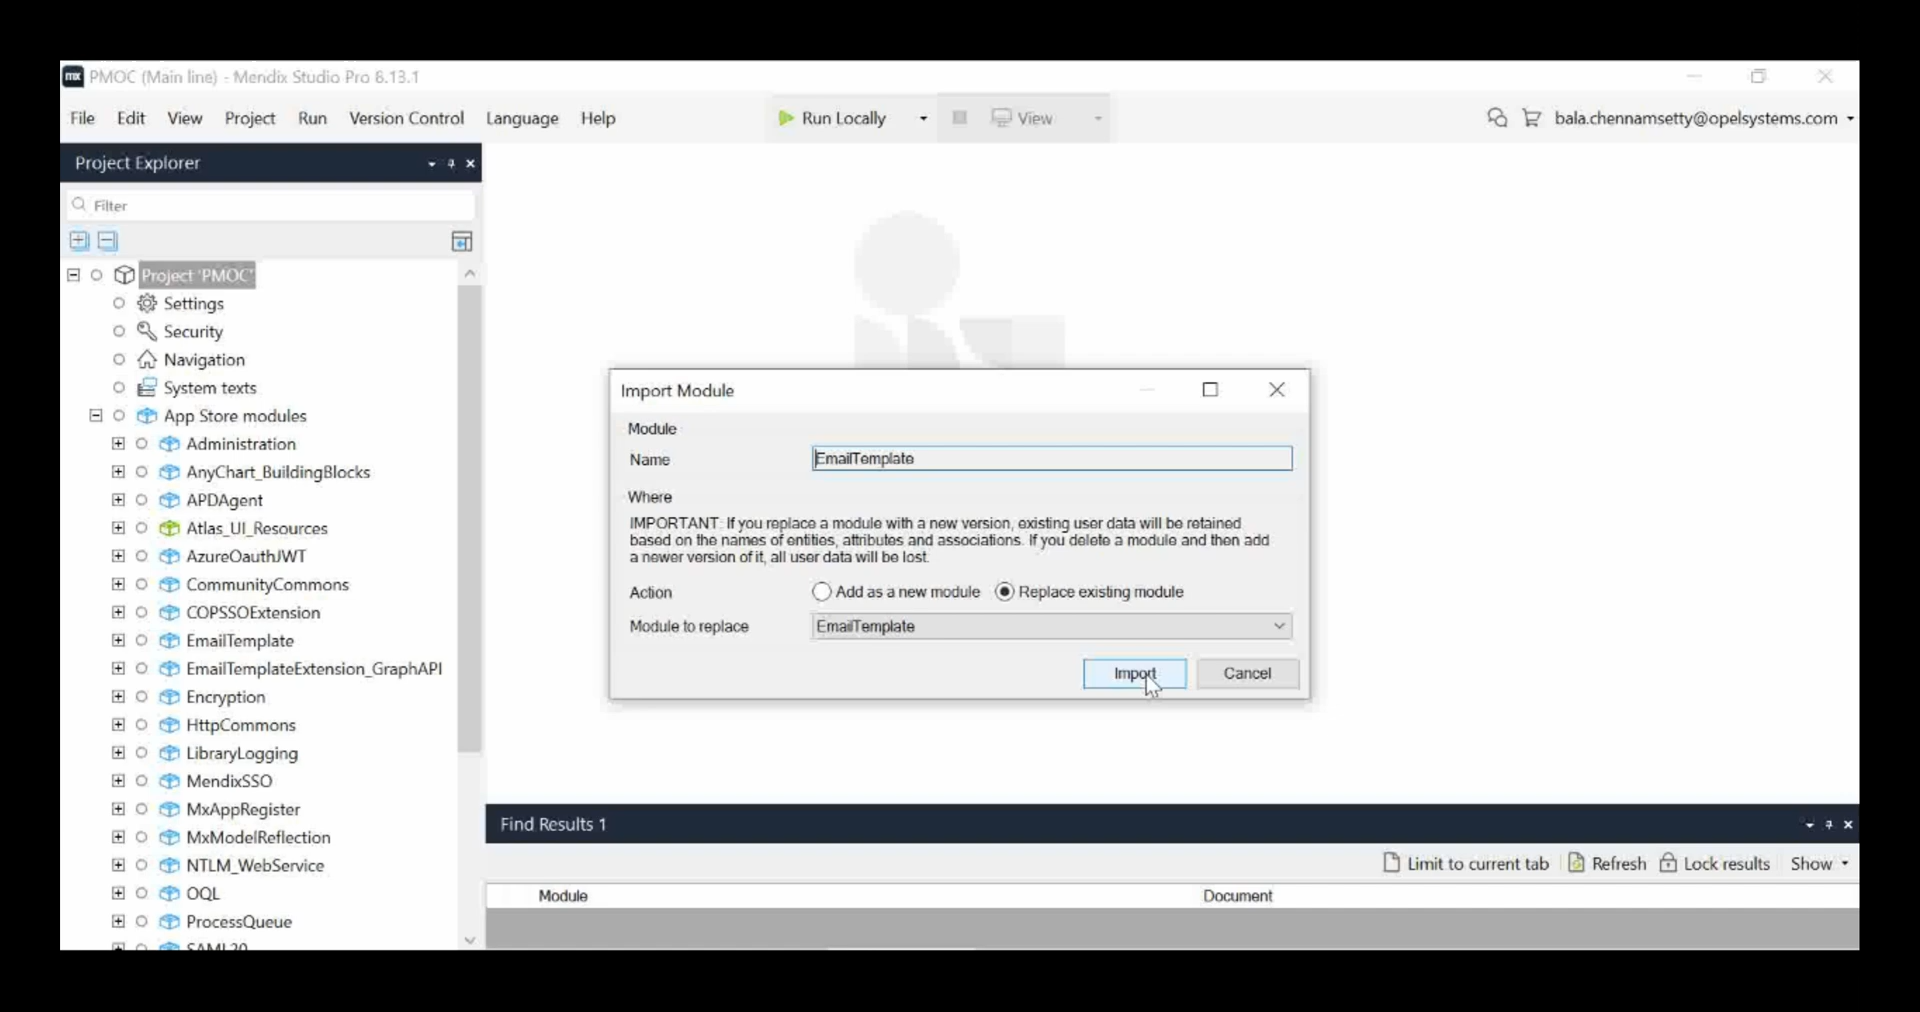 mx PMOC (Main line) - Mendix Studio Pro 8.13.1
File Edit View Project Run Version Control Language Help Run Locally View bala.chennamsetty@opelsystems.com
Project Explorer
Filter
Project 'PMOC'
Settings
Security
Navigation
System texts
App Store modules
Administration
AnyChart_BuildingBlocks
APDAgent
Atlas_UI_Resources
AzureOauthJWT
CommunityCommons
COPSSOExtension
EmailTemplate
EmailTemplateExtension_GraphAPI
Encryption
HttpCommons
LibraryLogging
MendixSSO
MxAppRegister
MxModelReflection
NTLM_WebService
OQL
ProcessQueue
SAML20
Import Module
Module
Name EmailTemplate
Where
IMPORTANT: If you replace a module with a new version, existing user data will be retained
based on the names of entities, attributes and associations. If you delete a module and then add
a newer version of it, all user data will be lost.
Action Add as a new module Replace existing module
Module to replace EmailTemplate
Import Cancel
Find Results 1
Limit to current tab Refresh Lock results Show
Module Document